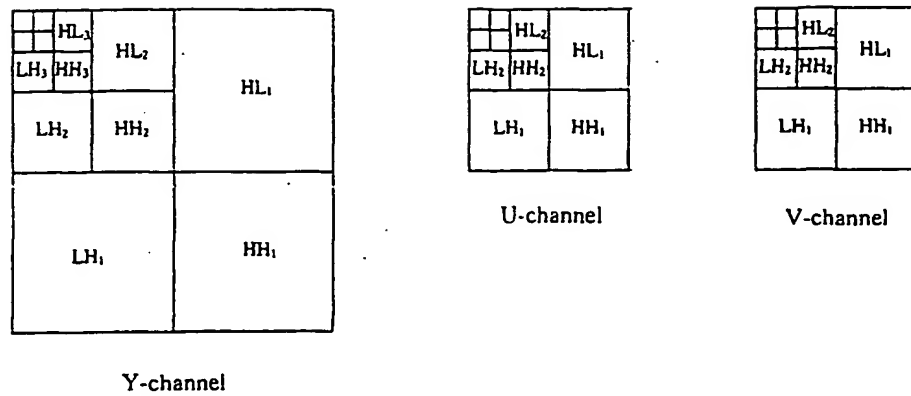 HL₃
LH₃ HH₃
HL₂
LH₂ HH₂
HL₁
LH₁ HH₁
Y-channel
HL₂
LH₂ HH₂
HL₁
LH₁ HH₁
U-channel
HL₂
LH₂ HH₂
HL₁
LH₁ HH₁
V-channel